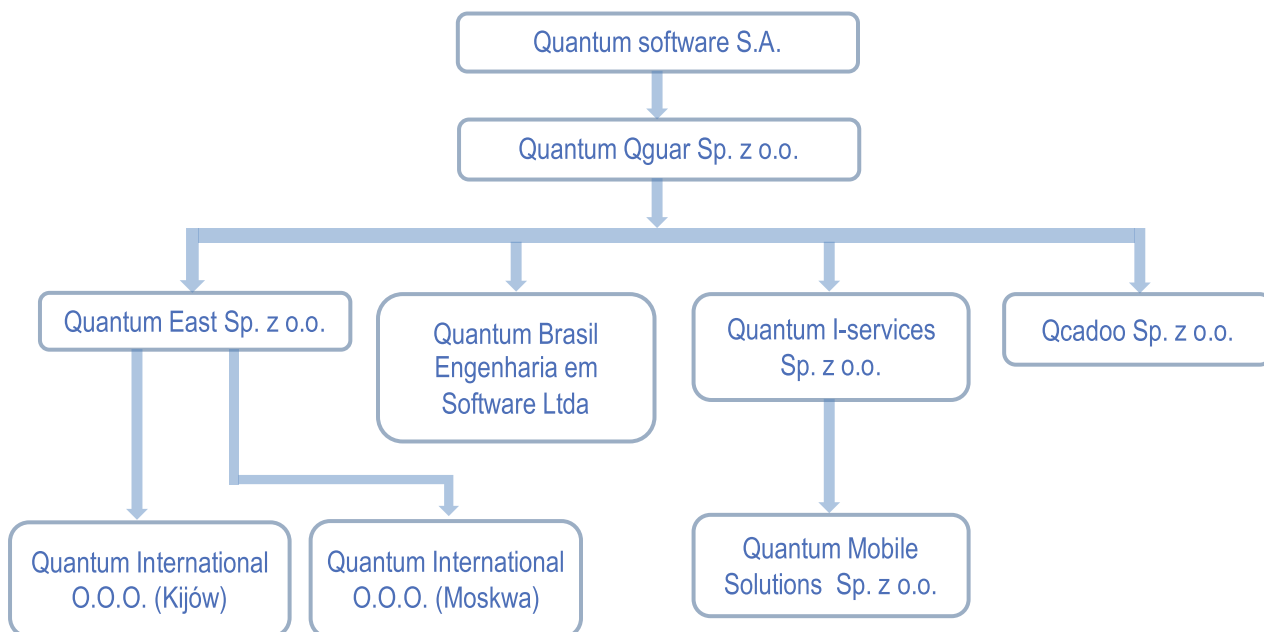 Quantum software S.A.
Quantum Qguar Sp. z o.o.
Quantum East Sp. z o.o.
Quantum Brasil
Engenharia em
Software Ltda
Quantum I-services
Sp. z o.o.
Qcadoo Sp. z o.o.
Quantum International
O.O.O. (Kijów)
Quantum International
O.O.O. (Moskwa)
Quantum Mobile
Solutions Sp. z o.o.